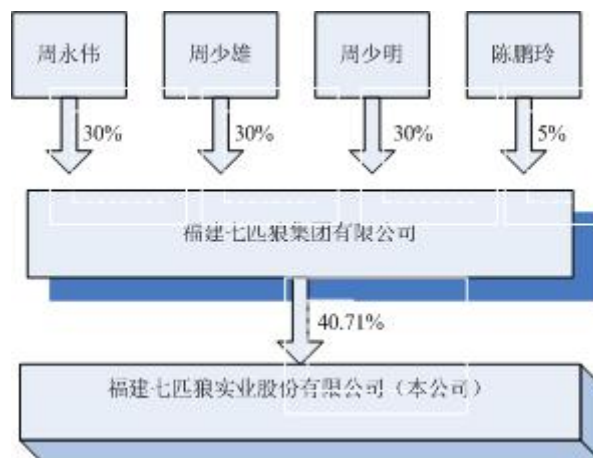 周永伟
周少雄
周少明
陈鹏玲
30%
30%
30%
5%
福建七匹狼集团有限公司
40.71%
福建七匹狼实业股份有限公司（本公司）